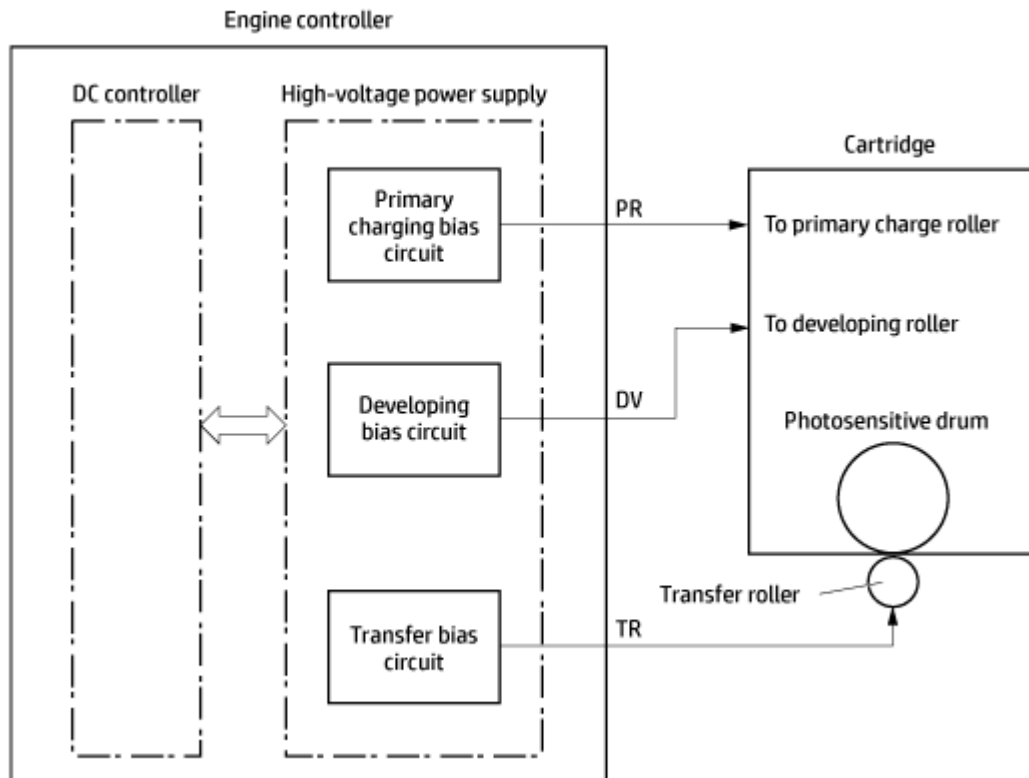 Engine controller
DC controller
High-voltage power supply
Primary
charging bias
circuit
PR
Developing
bias circuit
DV
Transfer bias
circuit
TR
Cartridge
To primary charge roller
To developing roller
Photosensitive drum
Transfer roller